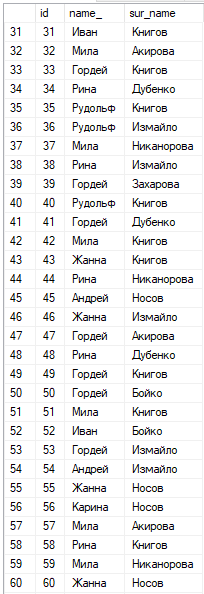 id name_ sur_name
31 31 Иван Книгов
32 32 Мила Акирова
33 33 Гордей Книгов
34 34 Рина Дубенко
35 35 Рудольф Книгов
36 36 Рудольф Измайло
37 37 Мила Никанорова
38 38 Рина Измайло
39 39 Гордей Захарова
40 40 Рудольф Книгов
41 41 Гордей Дубенко
42 42 Мила Книгов
43 43 Жанна Книгов
44 44 Рина Никанорова
45 45 Андрей Носов
46 46 Жанна Измайло
47 47 Гордей Акирова
48 48 Рина Дубенко
49 49 Гордей Книгов
50 50 Гордей Бойко
51 51 Мила Книгов
52 52 Иван Бойко
53 53 Гордей Измайло
54 54 Андрей Измайло
55 55 Жанна Носов
56 56 Карина Носов
57 57 Мила Акирова
58 58 Рина Книгов
59 59 Мила Никанорова
60 60 Жанна Носов